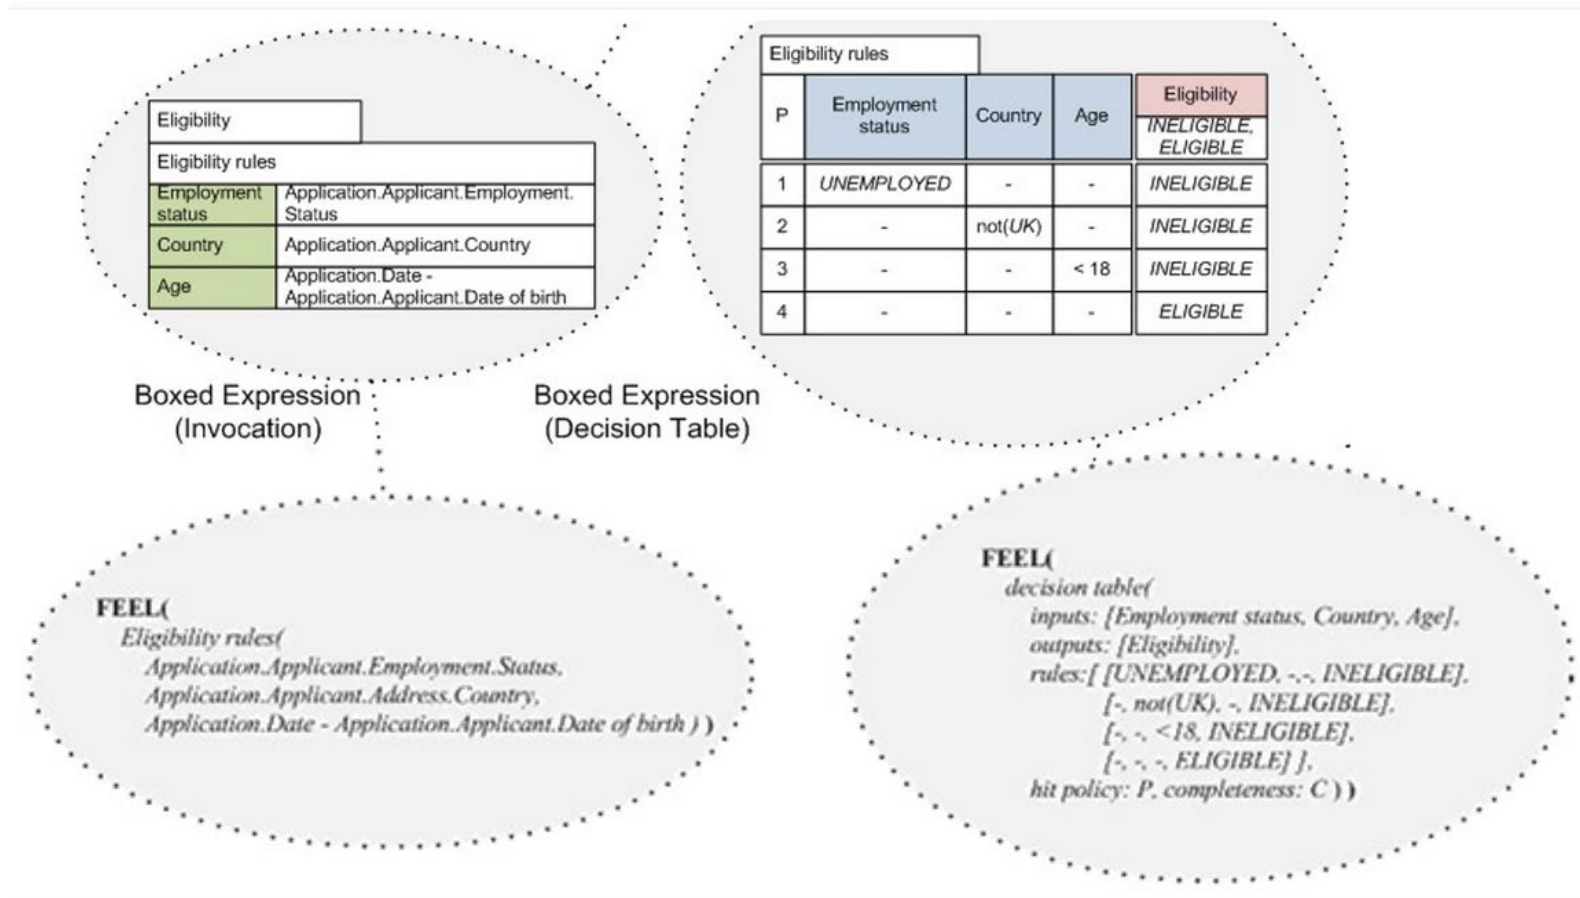 Eligibility
Eligibility rules
Employment status
Application.Applicant.Employment.
Status
Country
Application.Applicant.Country
Age
Application.Date -
Application.Applicant.Date of birth
Boxed Expression
(Invocation)
Eligibility rules
P
Employment
status
Country
Age
Eligibility
INELIGIBLE,
ELIGIBLE
1 UNEMPLOYED - - INELIGIBLE
2 - not(UK) - INELIGIBLE
3 - - < 18 INELIGIBLE
4 - - - ELIGIBLE
Boxed Expression
(Decision Table)
FEEL(
Eligibility rules(
Application.Applicant.Employment.Status,
Application.Applicant.Address.Country,
Application.Date - Application.Applicant.Date of birth ) )
FEEL(
decision table(
inputs: [Employment status, Country, Age],
outputs: [Eligibility],
rules:[ [UNEMPLOYED, -,-, INELIGIBLE],
[-, not(UK), -, INELIGIBLE],
[-, -, <18, INELIGIBLE],
[-, -, -, ELIGIBLE] ],
hit policy: P, completeness: C ) )